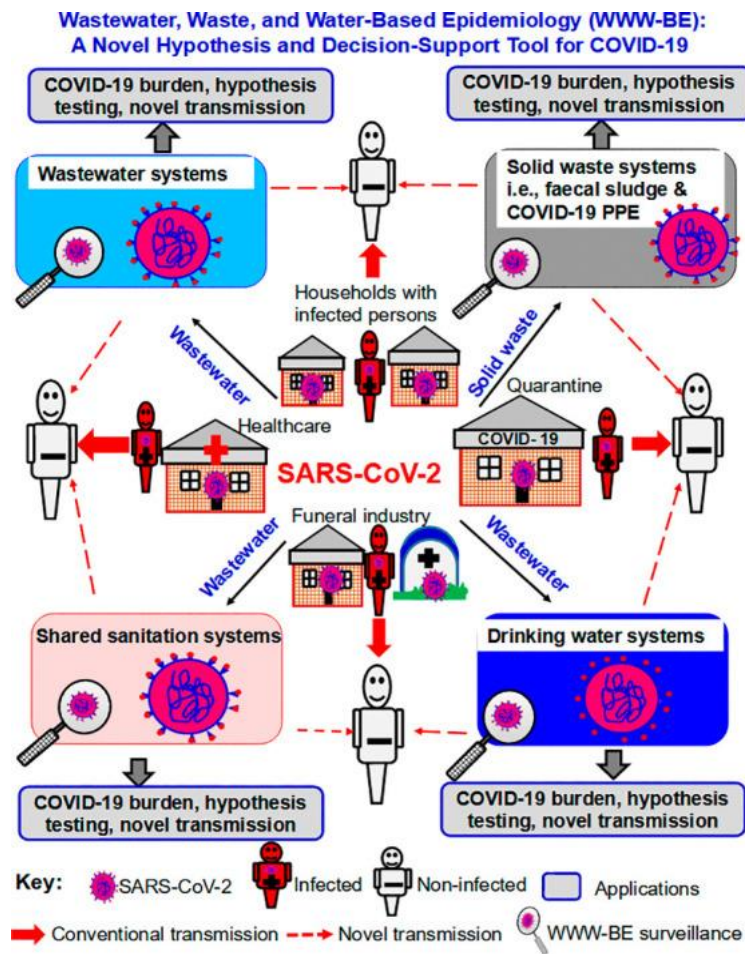 Wastewater, Waste, and Water-Based Epidemiology (WWW-BE):
A Novel Hypothesis and Decision-Support Tool for COVID-19
COVID-19 burden, hypothesis
testing, novel transmission
COVID-19 burden, hypothesis
testing, novel transmission
Wastewater systems
Solid waste systems
i.e., faecal sludge &
COVID-19 PPE
Households with
infected persons
Wastewater
Solid waste
Quarantine
Healthcare
COVID- 19
SARS-CoV-2
Funeral industry
Wastewater
Wastewater
Shared sanitation systems
Drinking water systems
COVID-19 burden, hypothesis
testing, novel transmission
COVID-19 burden, hypothesis
testing, novel transmission
Key: SARS-CoV-2 Infected Non-infected Applications
Conventional transmission Novel transmission WWW-BE surveillance